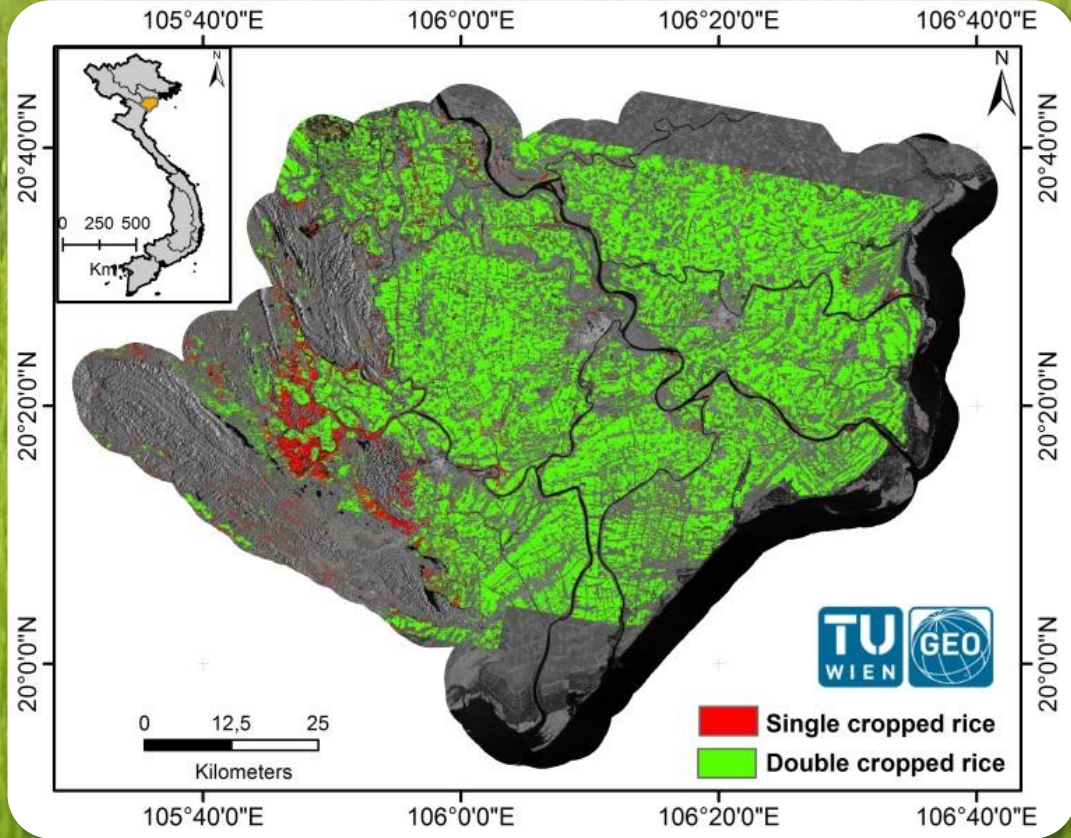 105°40'0"E
106°0'0"E
106°20'0"E
106°40'0"E
N
N
0 250 500
Km
20°40'0"N
20°40'0"N
20°20'0"N
20°20'0"N
20°0'0"N
20°0'0"N
TU
WIEN
GEO
0 12,5 25
Kilometers
Single cropped rice
Double cropped rice
105°40'0"E
106°0'0"E
106°20'0"E
106°40'0"E